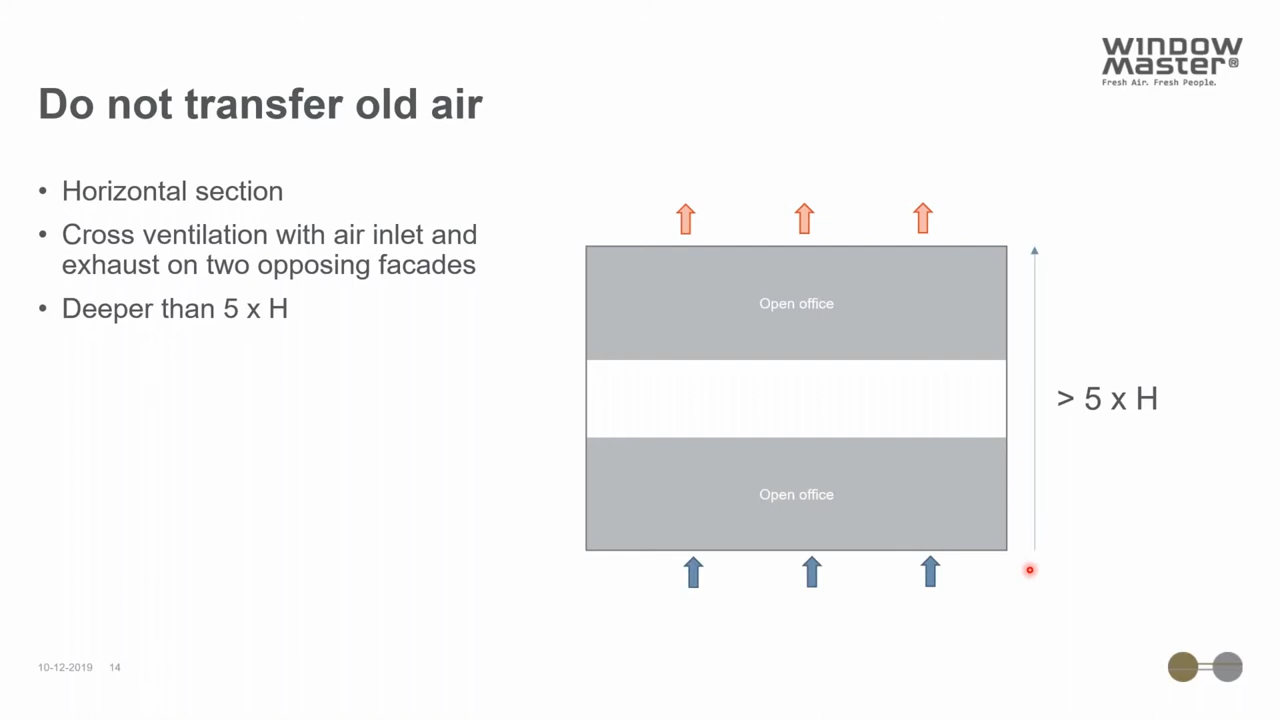 WINDOW
Master®
Fresh Air. Fresh People.
Do not transfer old air
• Horizontal section
• Cross ventilation with air inlet and
exhaust on two opposing facades
• Deeper than 5 x H
Open office
> 5 x H
Open office
10-12-2019 14